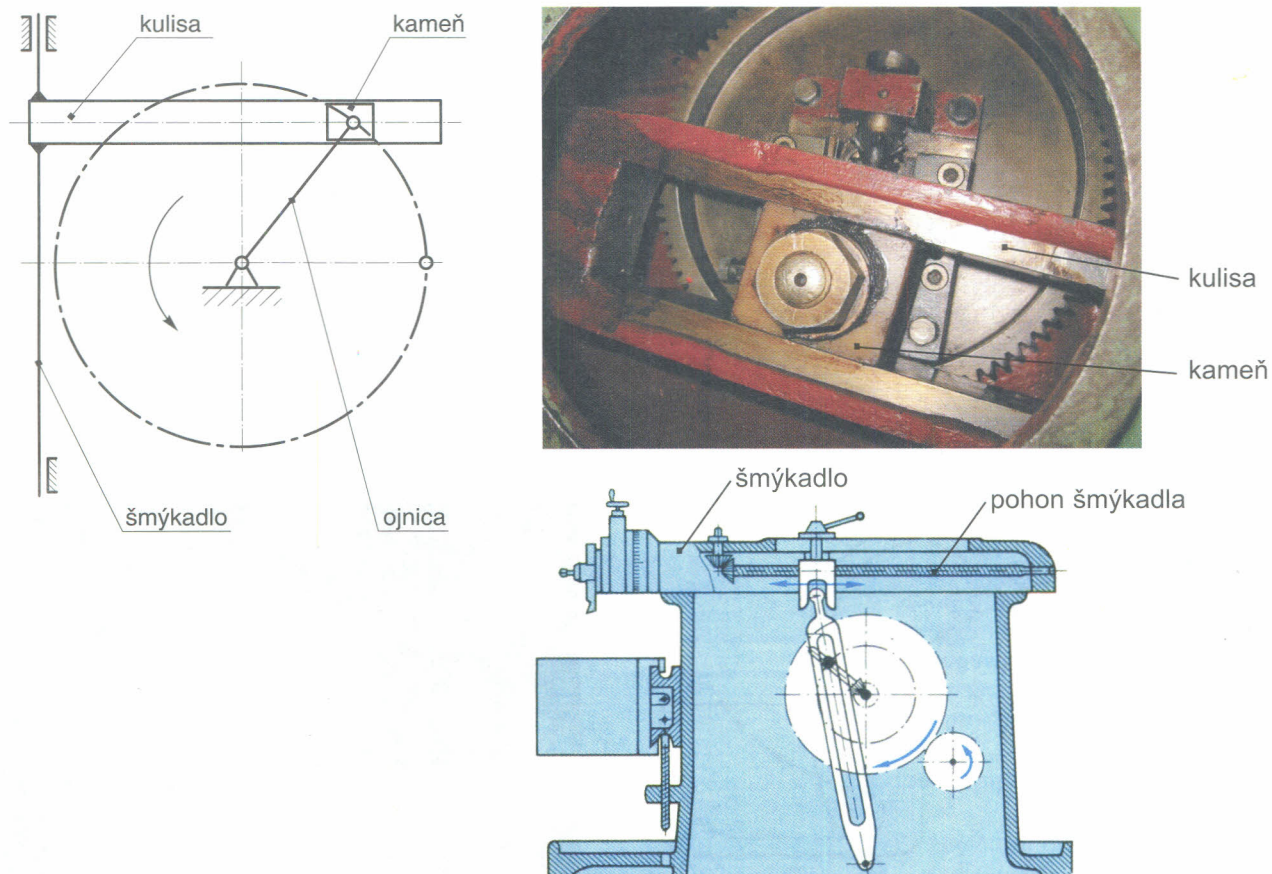 kulisa
kameň
šmýkadlo
ojnica
kulisa
kameň
šmýkadlo
pohon šmýkadla